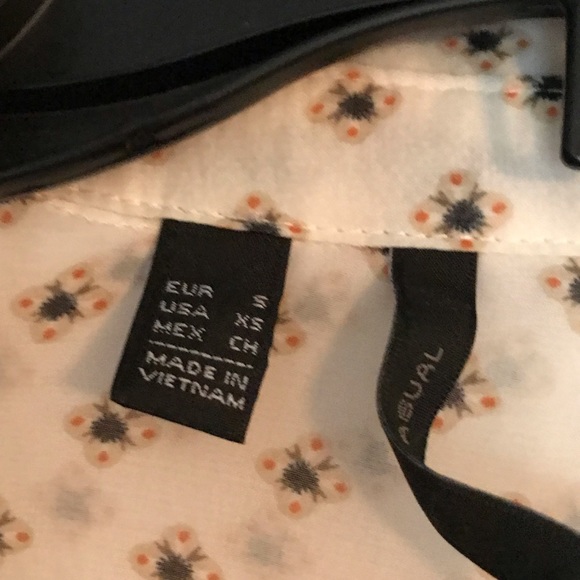 EUR S
USA XS
MEX CH
MADE IN
VIETNAM
ASUAL